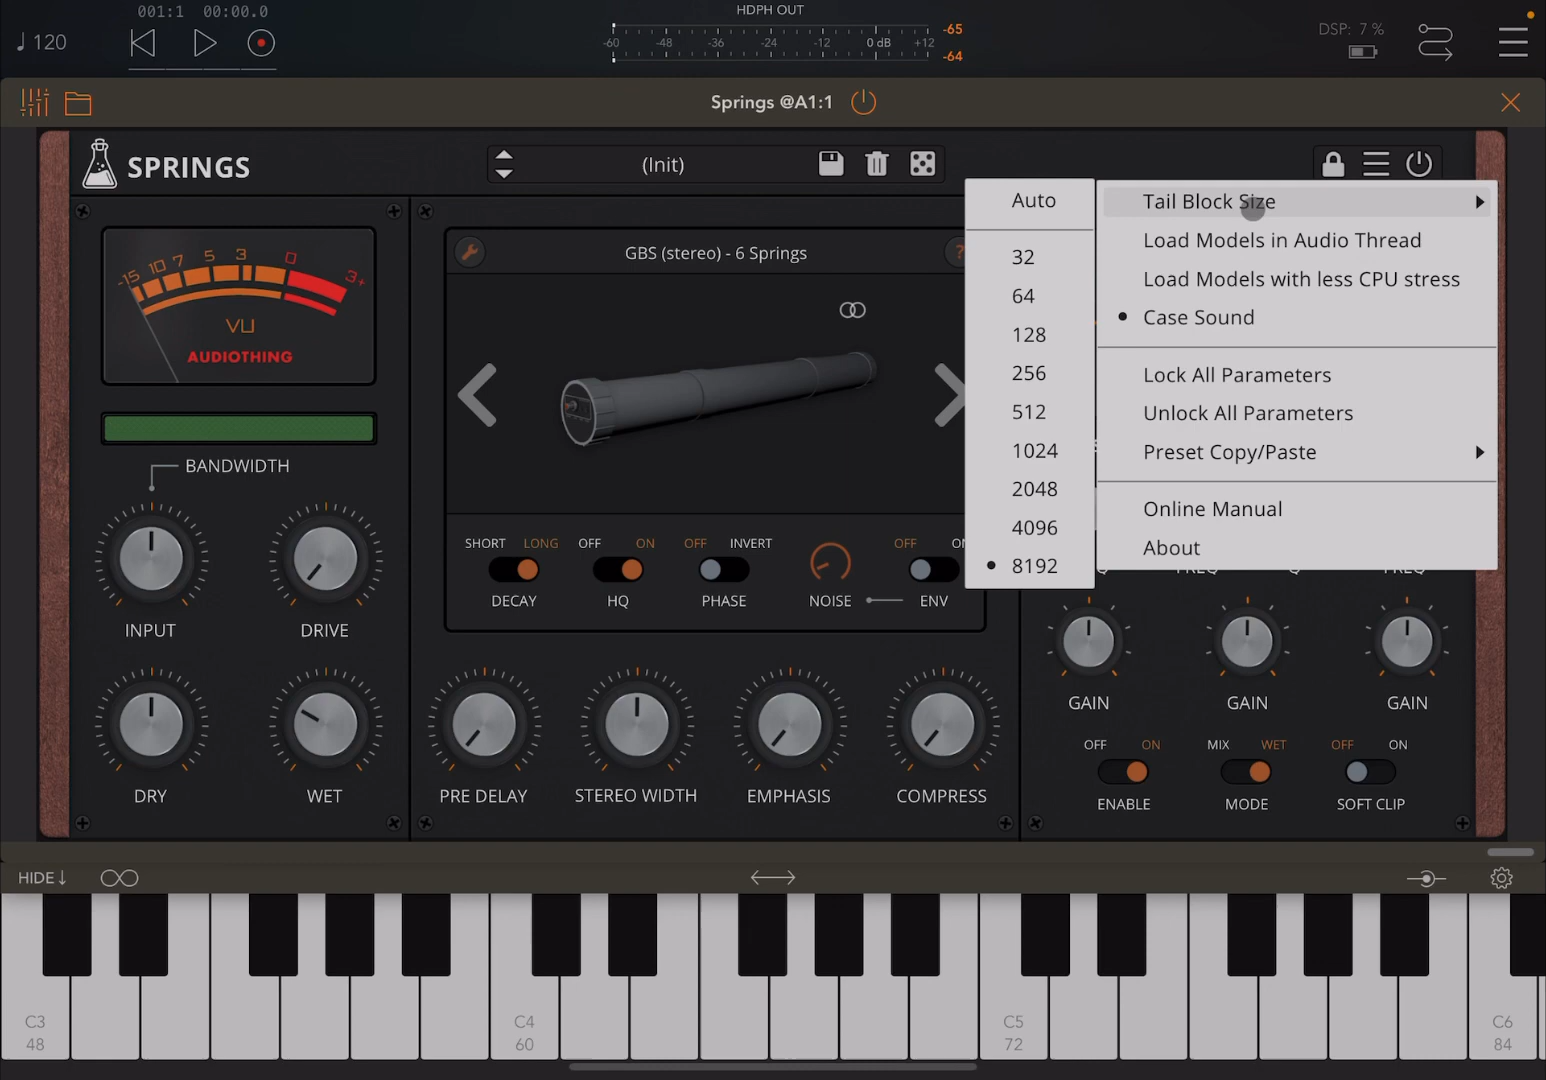 001:1 00:00.0
HDPH OUT
♩ 120
-60 -48 -36 -24 -12 0 dB +12
-65
-64
DSP: 7 %
Springs @A1:1
SPRINGS
(Init)
-15 10 7 5 3 0 3+
VU
AUDIOTHING
BANDWIDTH
INPUT
DRIVE
DRY
WET
GBS (stereo) - 6 Springs
?
SHORT LONG
DECAY
OFF ON
HQ
OFF INVERT
PHASE
NOISE
OFF
ENV
PRE DELAY
STEREO WIDTH
EMPHASIS
COMPRESS
Auto
32
64
128
256
512
1024
2048
4096
8192
Tail Block Size
Load Models in Audio Thread
Load Models with less CPU stress
Case Sound
Lock All Parameters
Unlock All Parameters
Preset Copy/Paste
Online Manual
About
GAIN
GAIN
GAIN
OFF ON
ENABLE
MIX WET
MODE
OFF ON
SOFT CLIP
HIDE↓
C3
48
C4
60
C5
72
C6
84